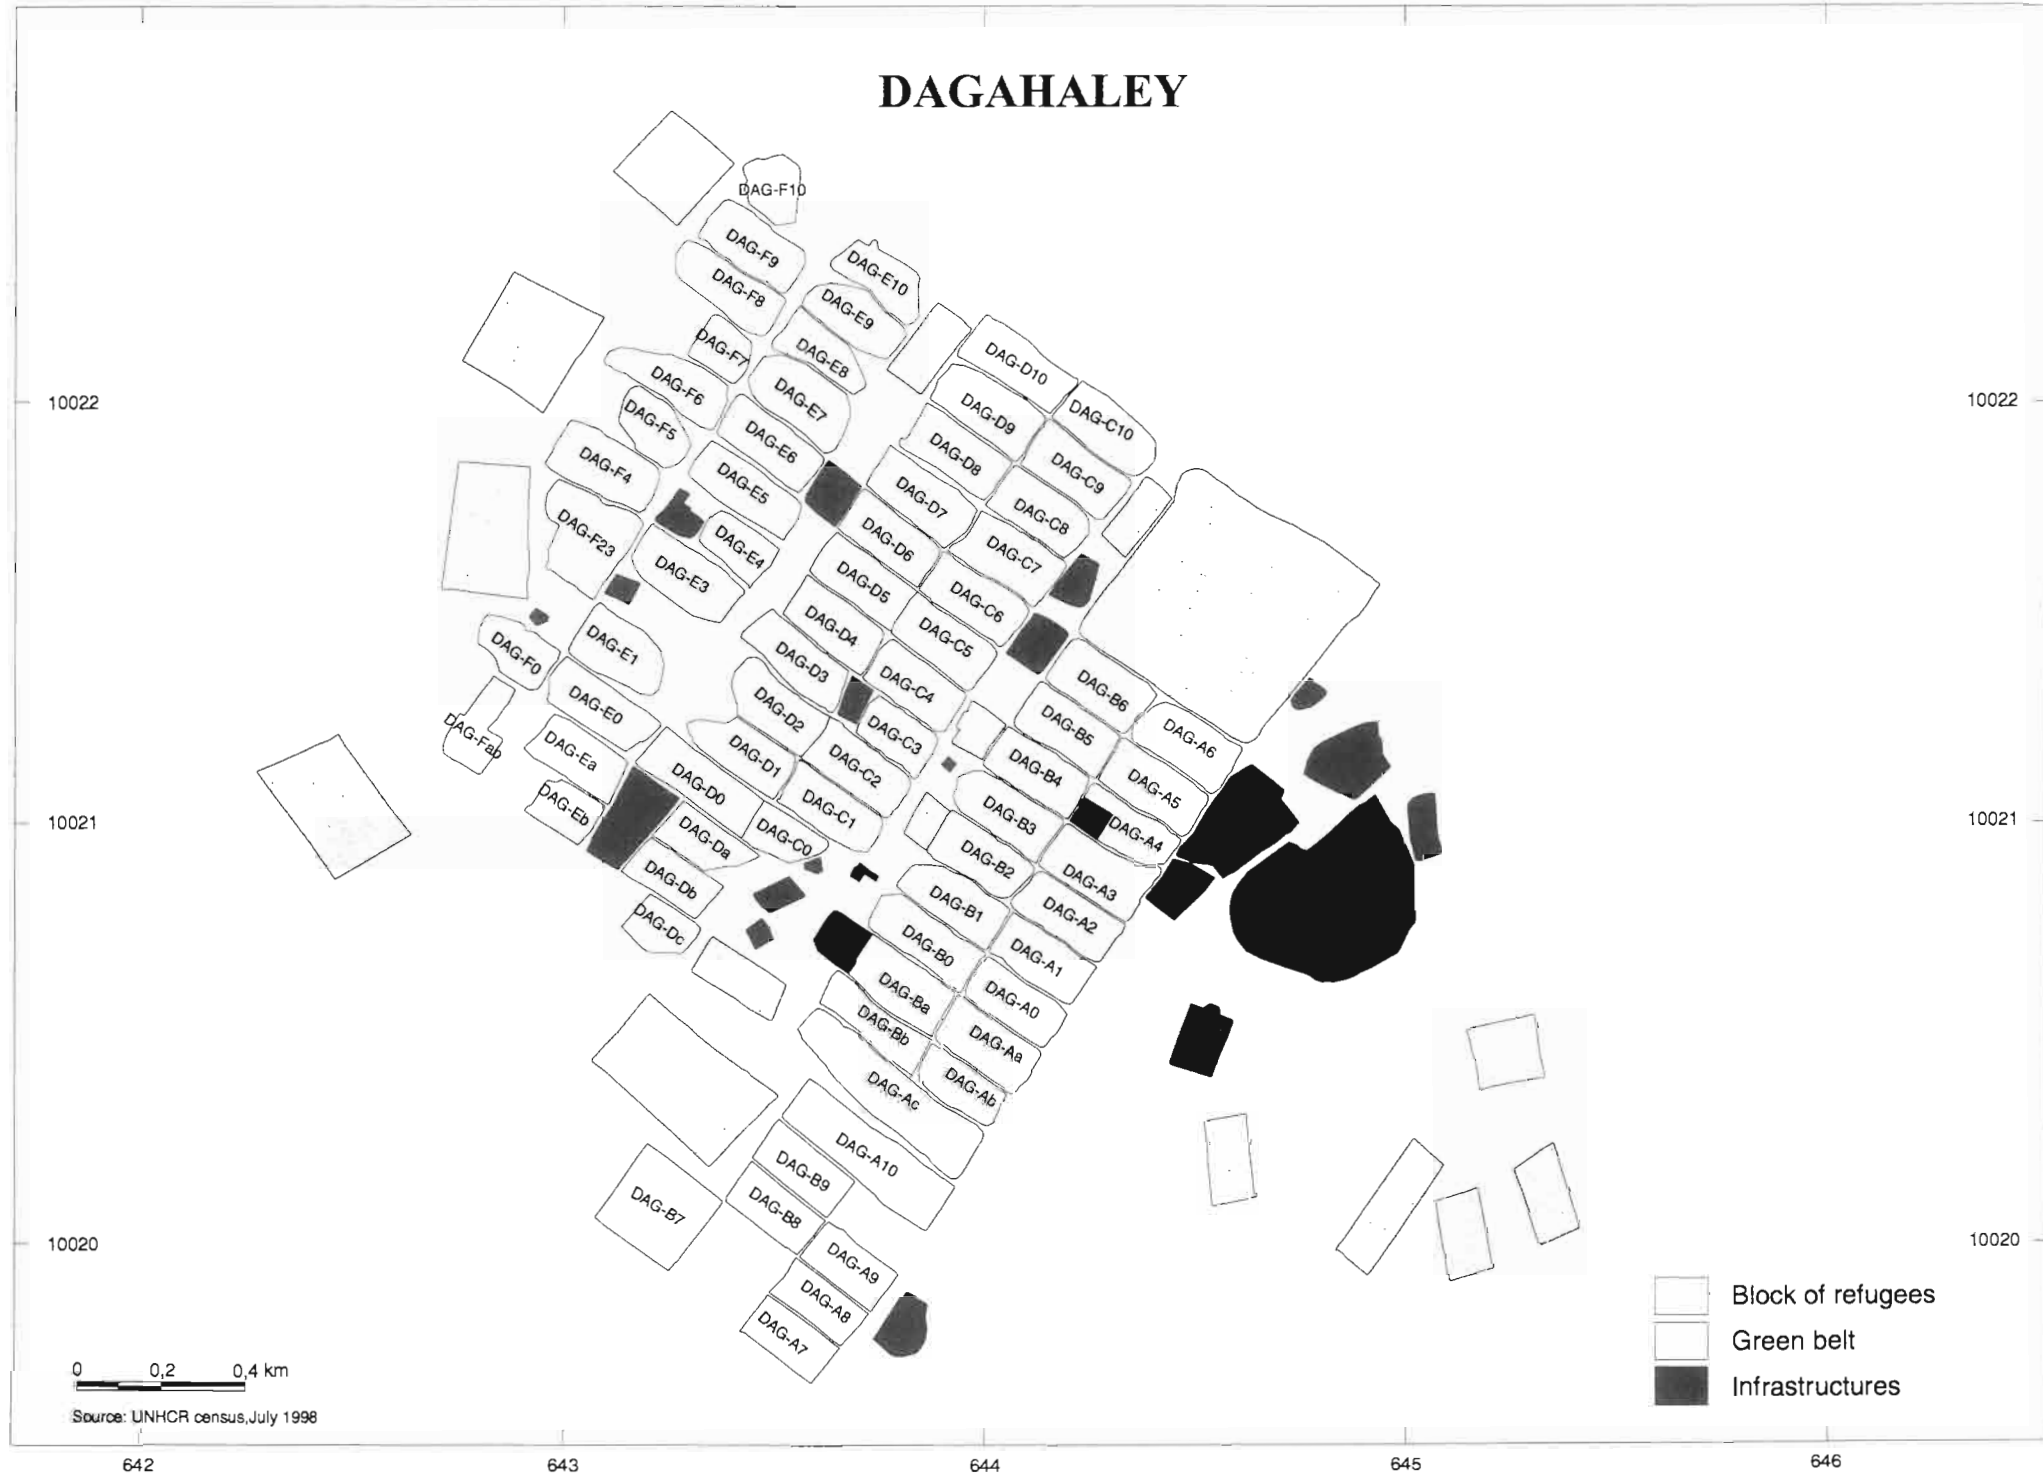 DAGAHALEY
DAG-F10
DAG-F9
DAG-E10
DAG-F8
DAG-E9
DAG-F7
DAG-E8
DAG-D10
DAG-F6
DAG-E7
10022
10022
DAG-D9
DAG-C10
DAG-F5
DAG-E6
DAG-D8
DAG-F4
DAG-C9
DAG-E5
DAG-D7
DAG-C8
DAG-F23
DAG-D6
DAG-E4
DAG-C7
DAG-E3
DAG-D5
DAG-C6
DAG-D4
DAG-C5
DAG-E1
DAG-F0
DAG-D3
DAG-C4
DAG-B6
DAG-E0
DAG-D2
DAG-B5
DAG-C3
DAG-A6
DAG-Fab
DAG-Ea
DAG-D1
DAG-C2
DAG-B4
DAG-D0
DAG-A5
DAG-Eb
DAG-C1
DAG-B3
10021
10021
DAG-A4
DAG-Da
DAG-C0
DAG-B2
DAG-Db
DAG-A3
DAG-B1
DAG-A2
DAG-Dc
DAG-B0
DAG-A1
DAG-Ba
DAG-A0
DAG-Bb
DAG-Aa
DAG-Ac
DAG-Ab
DAG-A10
DAG-B9
DAG-B7
DAG-B8
10020
10020
DAG-A9
DAG-A8
DAG-A7
Block of refugees
Green belt
Infrastructures
0 0,2 0,4 km
Source: UNHCR census,July 1998
642 643 644 645 646